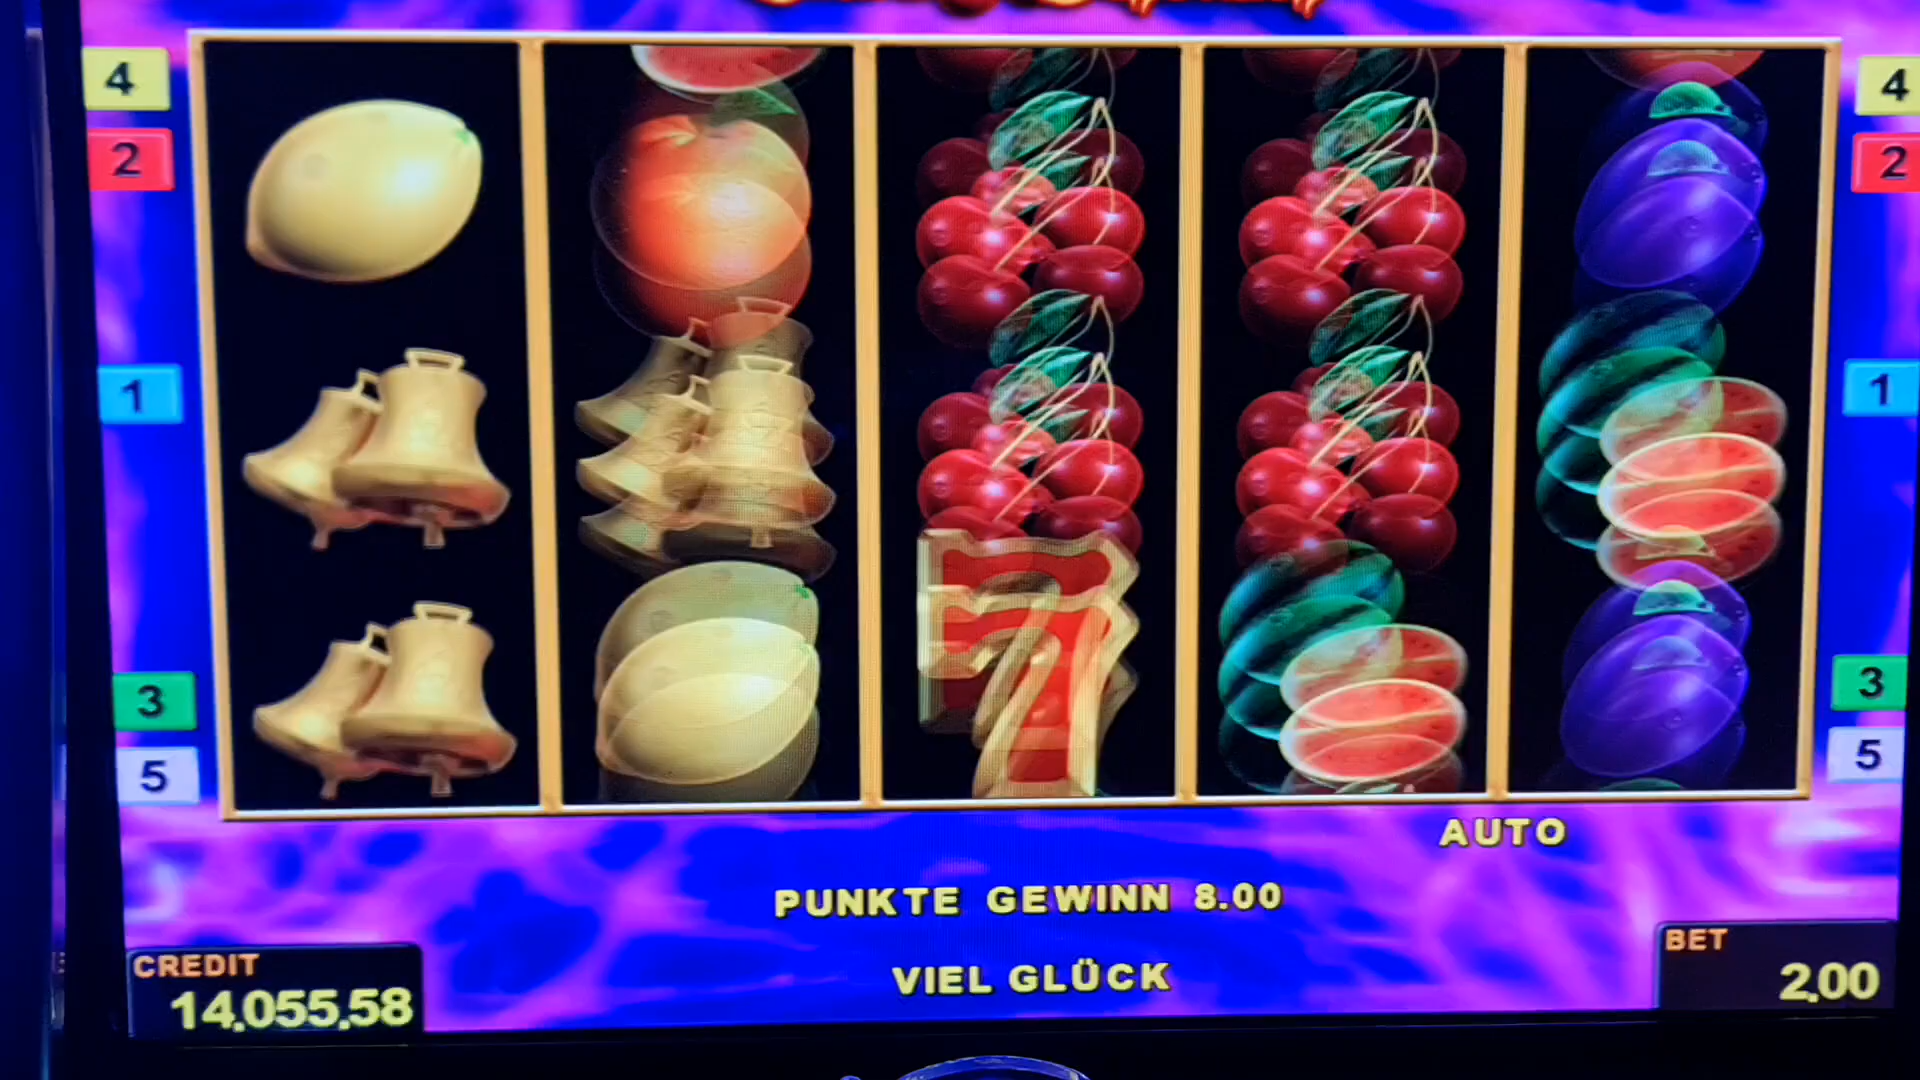 4 4
2 2
1 1
3 3
5 5
AUTO
PUNKTE GEWINN 8.00
VIEL GLÜCK
CREDIT
14.055,58
BET
2,00